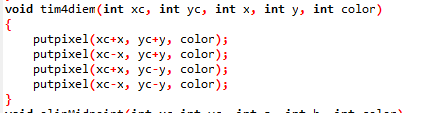 void tim4diem(int xc, int yc, int x, int y, int color)
{
    putpixel(xc+x, yc+y, color);
    putpixel(xc-x, yc+y, color);
    putpixel(xc+x, yc-y, color);
    putpixel(xc-x, yc-y, color);
}